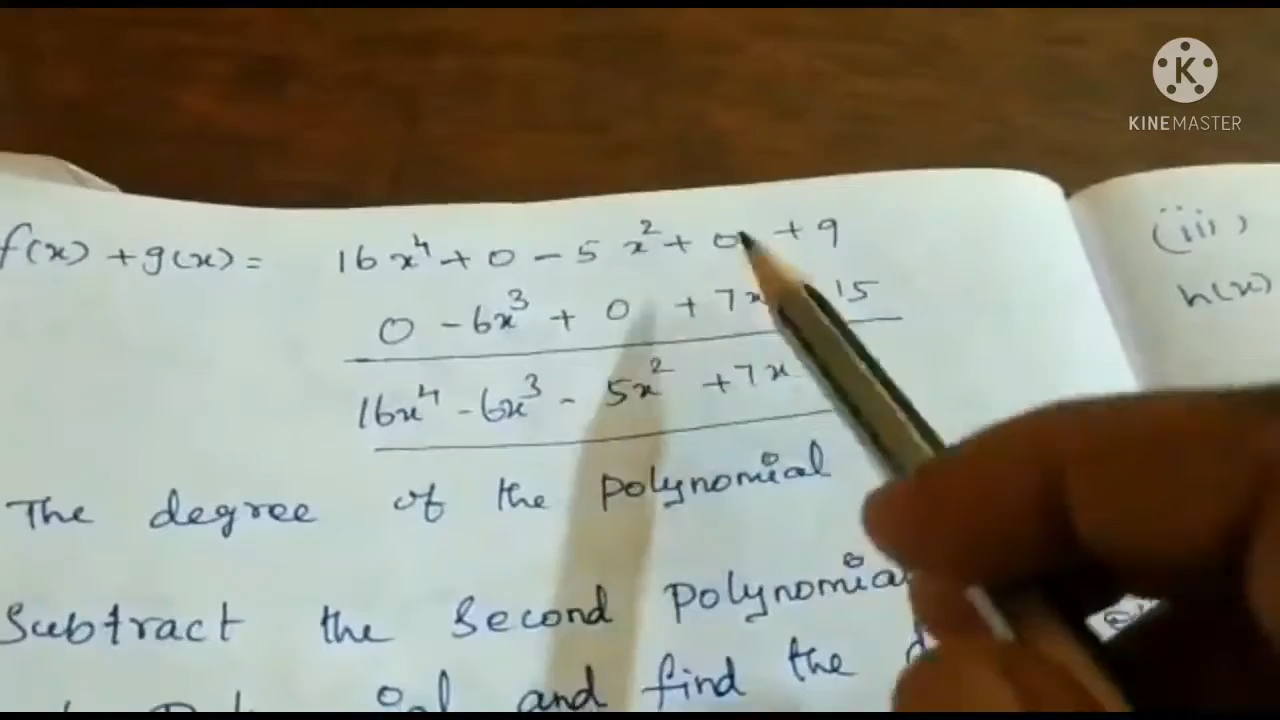 K
KINEMASTER
f(x) + g(x) = 16x⁴ + 0 - 5x² + 0 + 9
0 - 6x³ + 0 + 7x 15
16x⁴ - 6x³ - 5x² + 7x
The degree of the polynomial
Subtract the second polynomial
and find the
(iii)
h(x)